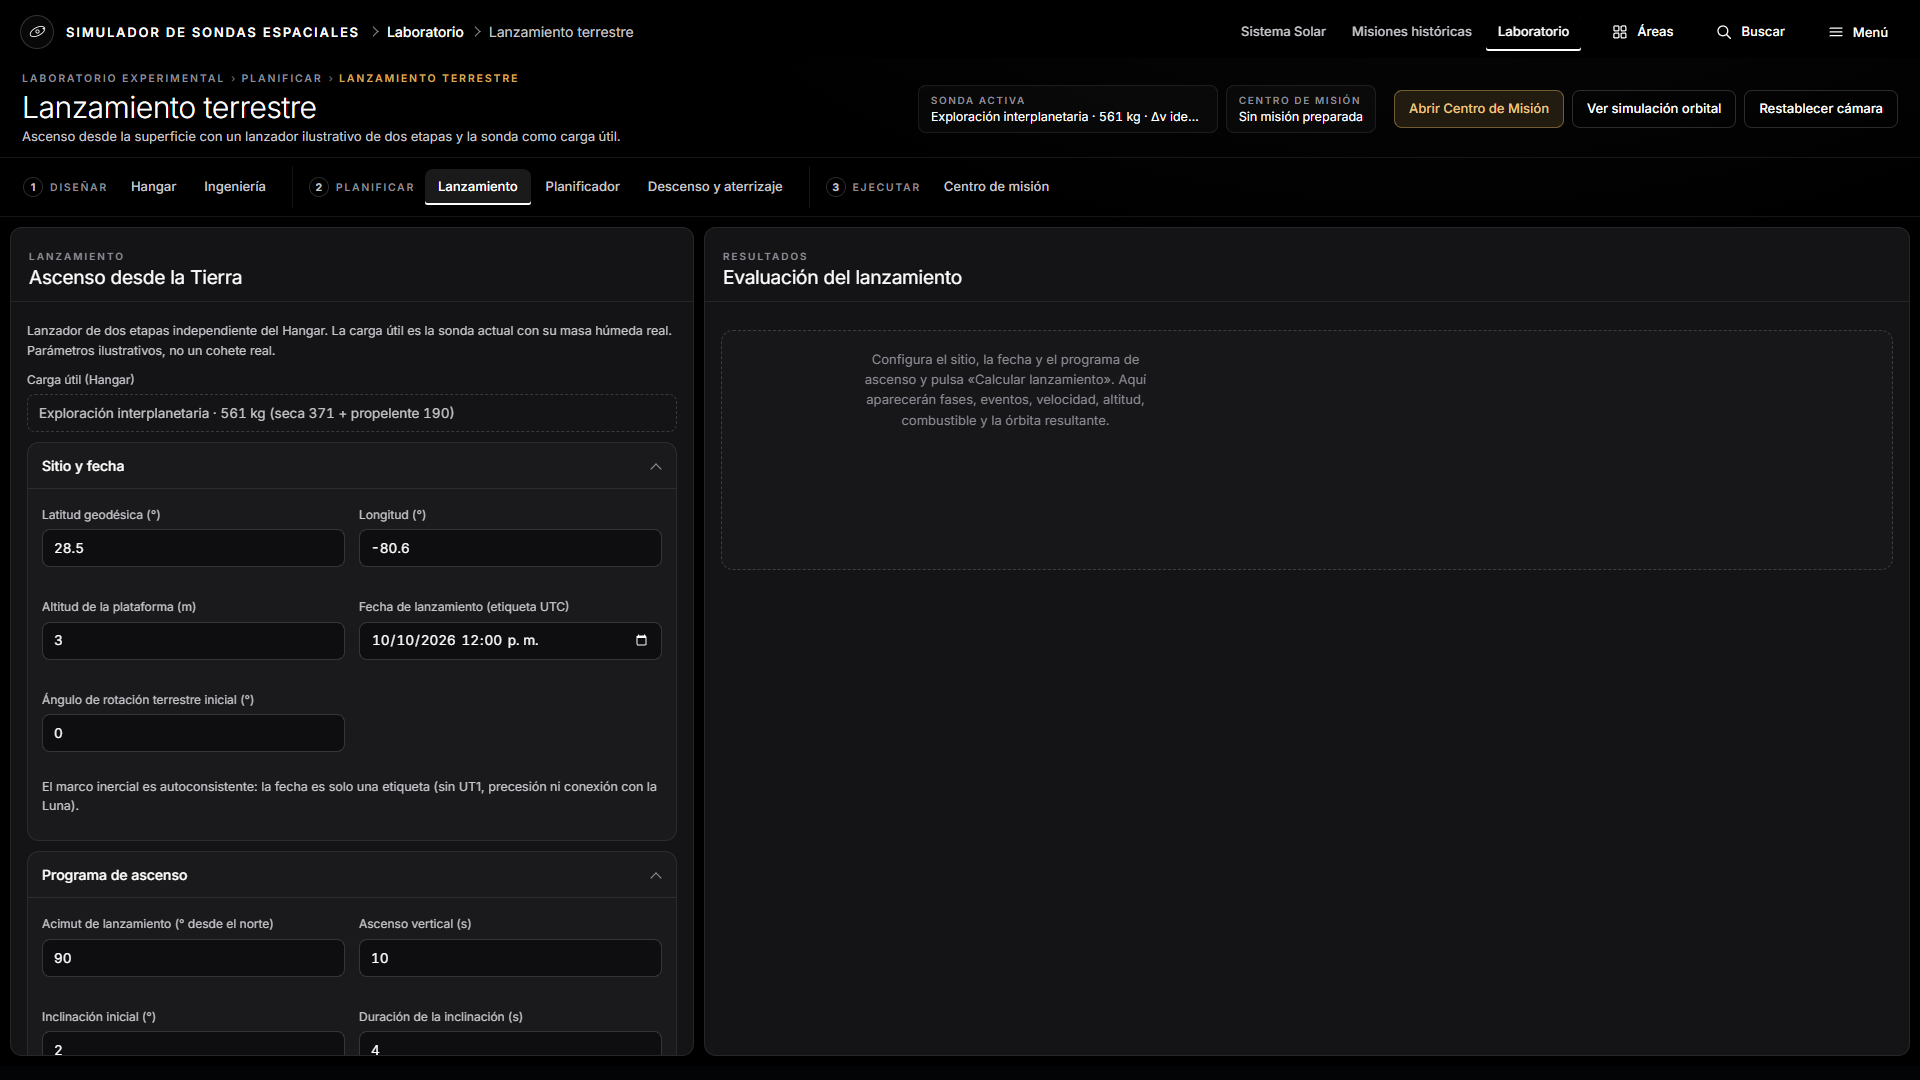 SIMULADOR DE SONDAS ESPACIALES > Laboratorio > Lanzamiento terrestre
Sistema Solar
Misiones históricas
Laboratorio
Áreas
Buscar
Menú
LABORATORIO EXPERIMENTAL › PLANIFICAR › LANZAMIENTO TERRESTRE
Lanzamiento terrestre
Ascenso desde la superficie con un lanzador ilustrativo de dos etapas y la sonda como carga útil.
SONDA ACTIVA
Exploración interplanetaria · 561 kg · Δv ide...
CENTRO DE MISIÓN
Sin misión preparada
Abrir Centro de Misión
Ver simulación orbital
Restablecer cámara
1 DISEÑAR
Hangar
Ingeniería
2 PLANIFICAR
Lanzamiento
Planificador
Descenso y aterrizaje
3 EJECUTAR
Centro de misión
LANZAMIENTO
Ascenso desde la Tierra
Lanzador de dos etapas independiente del Hangar. La carga útil es la sonda actual con su masa húmeda real.
Parámetros ilustrativos, no un cohete real.
Carga útil (Hangar)
Exploración interplanetaria · 561 kg (seca 371 + propelente 190)
Sitio y fecha
Latitud geodésica (°)
Longitud (°)
28.5
-80.6
Altitud de la plataforma (m)
Fecha de lanzamiento (etiqueta UTC)
3
10/10/2026 12:00 p. m.
Ángulo de rotación terrestre inicial (°)
0
El marco inercial es autoconsistente: la fecha es solo una etiqueta (sin UT1, precesión ni conexión con la
Luna).
Programa de ascenso
Acimut de lanzamiento (° desde el norte)
Ascenso vertical (s)
90
10
Inclinación inicial (°)
Duración de la inclinación (s)
2
4
RESULTADOS
Evaluación del lanzamiento
Configura el sitio, la fecha y el programa de
ascenso y pulsa «Calcular lanzamiento». Aquí
aparecerán fases, eventos, velocidad, altitud,
combustible y la órbita resultante.